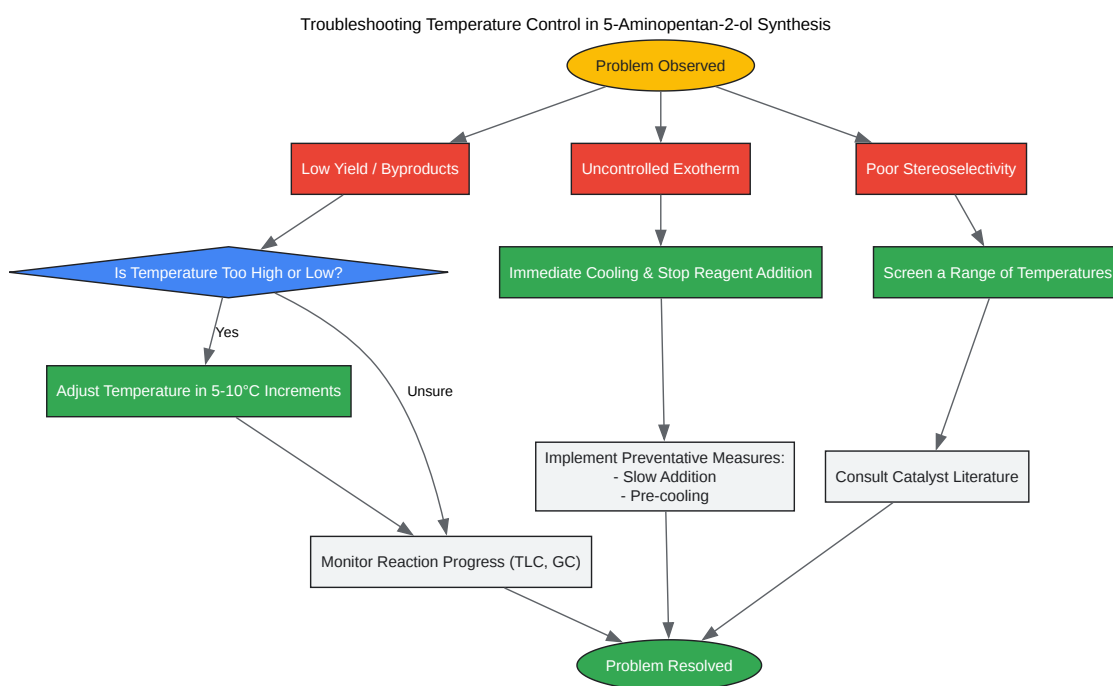 Troubleshooting Temperature Control in 5-Aminopentan-2-ol Synthesis
Problem Observed
Low Yield / Byproducts
Uncontrolled Exotherm
Poor Stereoselectivity
Is Temperature Too High or Low?
Immediate Cooling & Stop Reagent Addition
Screen a Range of Temperatures
Yes
Adjust Temperature in 5-10°C Increments
Unsure
Implement Preventative Measures:
- Slow Addition
- Pre-cooling
Consult Catalyst Literature
Monitor Reaction Progress (TLC, GC)
Problem Resolved